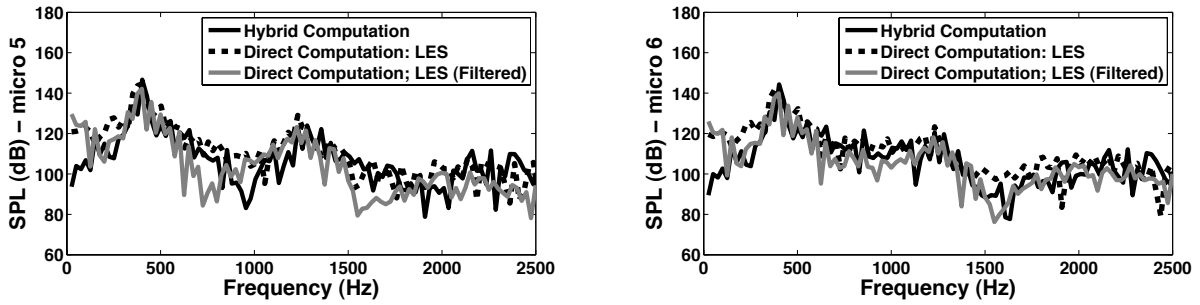 180
160
140
120
100
80
60
SPL (dB) − micro 5
Hybrid Computation
Direct Computation: LES
Direct Computation; LES (Filtered)
0
500
1000
1500
2000
2500
Frequency (Hz)
180
160
140
120
100
80
60
SPL (dB) − micro 6
Hybrid Computation
Direct Computation: LES
Direct Computation; LES (Filtered)
0
500
1000
1500
2000
2500
Frequency (Hz)